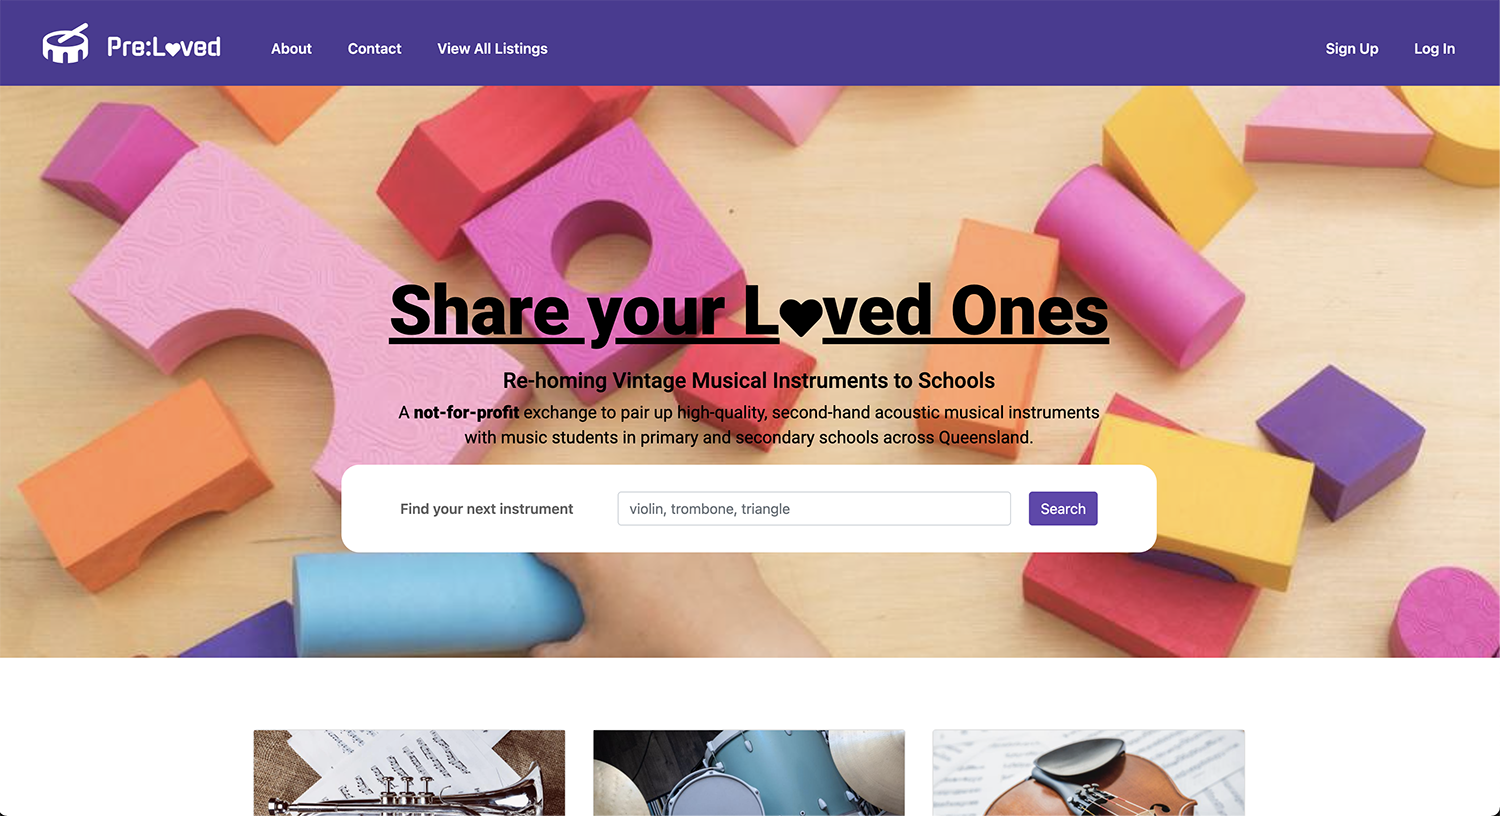 Pre:L♥ved
About
Contact
View All Listings
Sign Up
Log In
Share your L♥ved Ones
Re-homing Vintage Musical Instruments to Schools
A not-for-profit exchange to pair up high-quality, second-hand acoustic musical instruments
with music students in primary and secondary schools across Queensland.
Find your next instrument
violin, trombone, triangle
Search